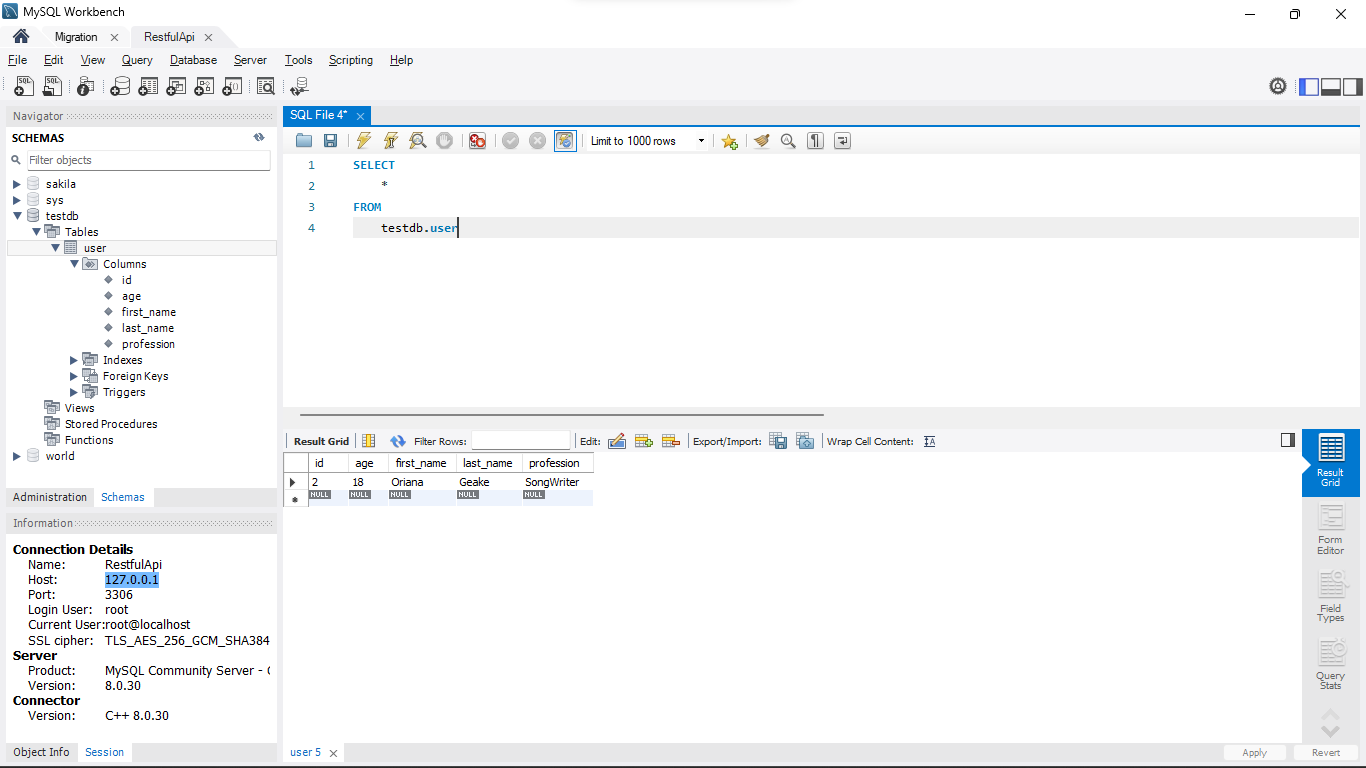 MySQL Workbench
Migration
RestfulApi
File Edit View Query Database Server Tools Scripting Help
Navigator
SCHEMAS
Filter objects
sakila
sys
testdb
Tables
user
Columns
id
age
first_name
last_name
profession
Indexes
Foreign Keys
Triggers
Views
Stored Procedures
Functions
world
Administration Schemas
Information
Connection Details
Name: RestfulApi
Host: 127.0.0.1
Port: 3306
Login User: root
Current User: root@localhost
SSL cipher: TLS_AES_256_GCM_SHA384
Server
Product: MySQL Community Server -
Version: 8.0.30
Connector
Version: C++ 8.0.30
Object Info Session
SQL File 4*
Limit to 1000 rows
1 SELECT
2 *
3 FROM
4 testdb.user
Result Grid Filter Rows: Edit: Export/Import: Wrap Cell Content:
id age first_name last_name profession
2 18 Oriana Geake SongWriter
NULL NULL NULL NULL NULL
Result
Grid
Form
Editor
Field
Types
Query
Stats
user 5
Apply Revert